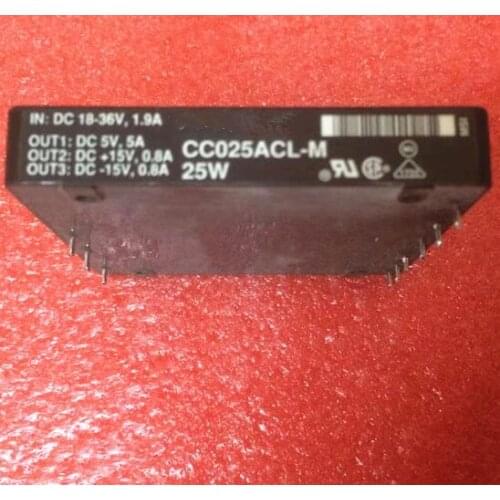 IN: DC 18-36V, 1.9A
OUT1: DC 5V, 5A
OUT2: DC +15V, 0.8A
OUT3: DC -15V, 0.8A
CC025ACL-M
25W